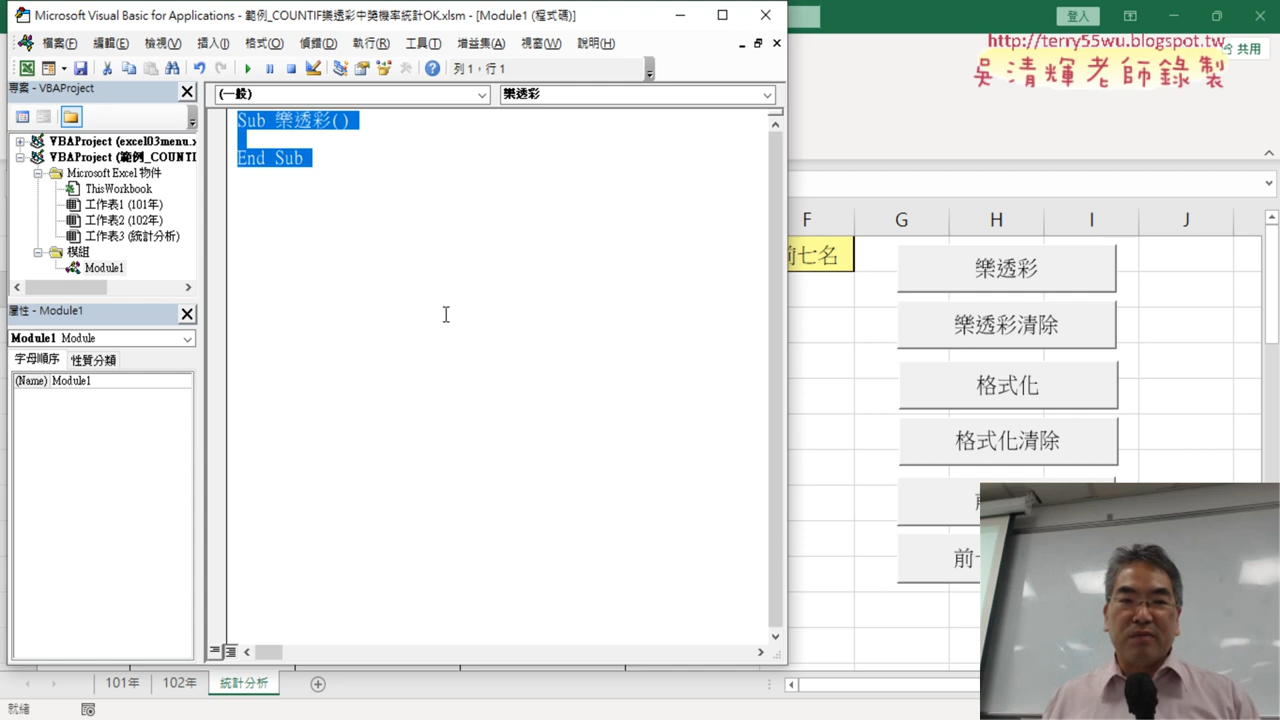 Microsoft Visual Basic for Applications - 範例_COUNTIF樂透彩中獎機率統計OK.xlsm - [Module1 (程式碼)]
登入
http://terry55wu.blogspot.tw
吳清輝老師錄製
共用
檔案(F) 編輯(E) 檢視(V) 插入(I) 格式(O) 偵錯(D) 執行(R) 工具(T) 增益集(A) 視窗(W) 說明(H)
列 1，行 1
專案 - VBAProject
(一般)
樂透彩
Sub 樂透彩()
End Sub
VBAProject (excel03menu.x
VBAProject (範例_COUNTI
Microsoft Excel 物件
ThisWorkbook
工作表1 (101年)
工作表2 (102年)
工作表3 (統計分析)
模組
Module1
屬性 - Module1
Module1 Module
字母順序 性質分類
(Name) Module1
F G H I J
前七名
樂透彩
樂透彩清除
格式化
格式化清除
前
101年 102年 統計分析
就緒